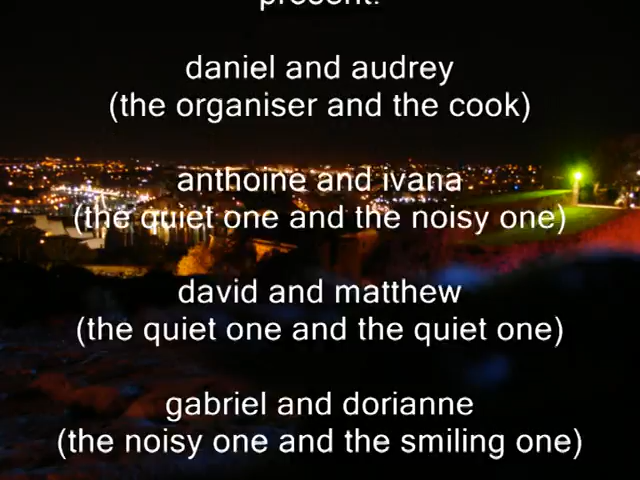 present:
daniel and audrey
(the organiser and the cook)
anthoine and ivana
(the quiet one and the noisy one)
david and matthew
(the quiet one and the quiet one)
gabriel and dorianne
(the noisy one and the smiling one)